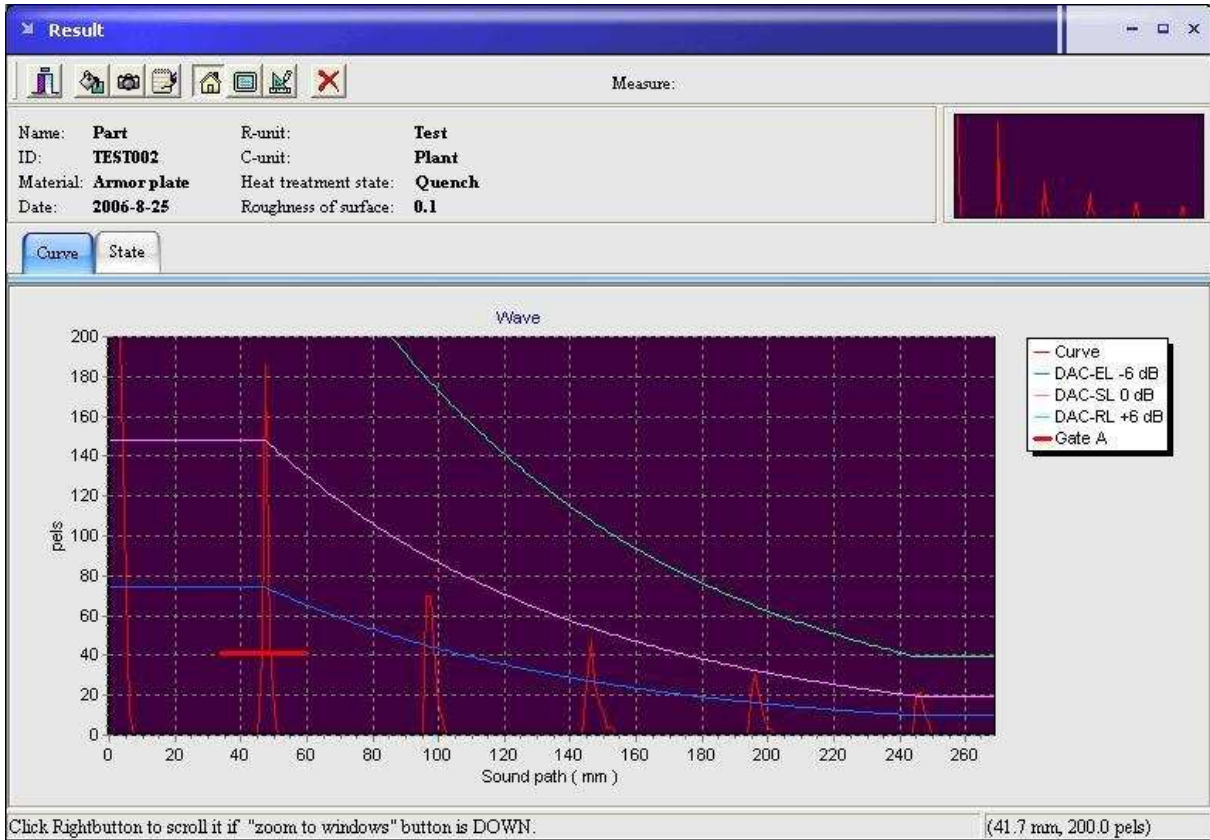 Result
Measure:
Name: Part R-unit: Test
ID: TEST002 C-unit: Plant
Material: Armor plate Heat treatment state: Quench
Date: 2006-8-25 Roughness of surface: 0.1
Curve State
Wave
200
180
160
140
120
100
80
60
40
20
0
pels
0 20 40 60 80 100 120 140 160 180 200 220 240 260
Sound path ( mm )
Curve
DAC-EL -6 dB
DAC-SL 0 dB
DAC-RL +6 dB
Gate A
Click Rightbutton to scroll it if "zoom to windows" button is DOWN.
(41.7 mm, 200.0 pels)